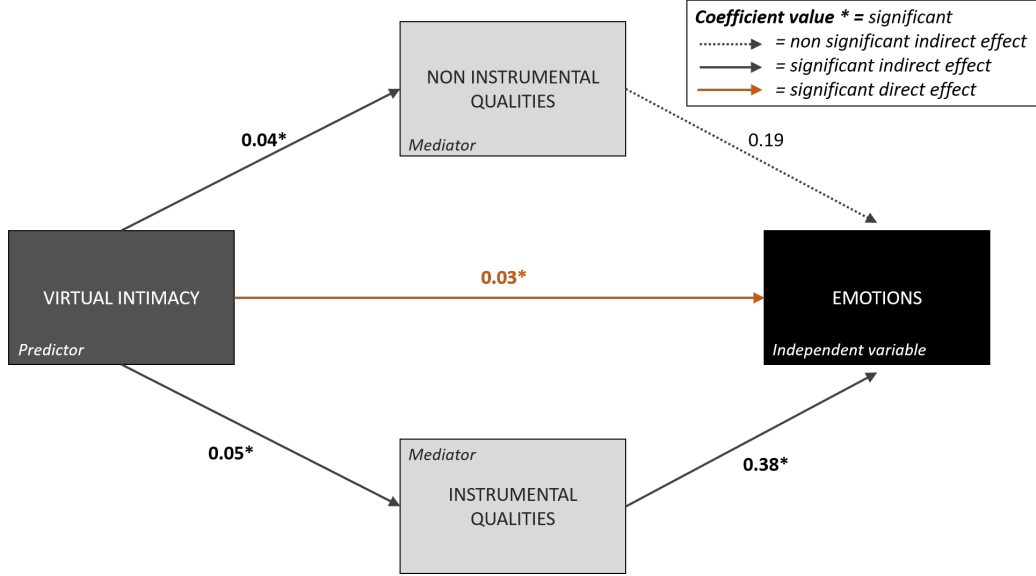 Coefficient value * = significant
= non significant indirect effect
= significant indirect effect
= significant direct effect
NON INSTRUMENTAL
QUALITIES
Mediator
0.04*
0.19
VIRTUAL INTIMACY
Predictor
0.03*
EMOTIONS
Independent variable
0.05*
Mediator
INSTRUMENTAL
QUALITIES
0.38*